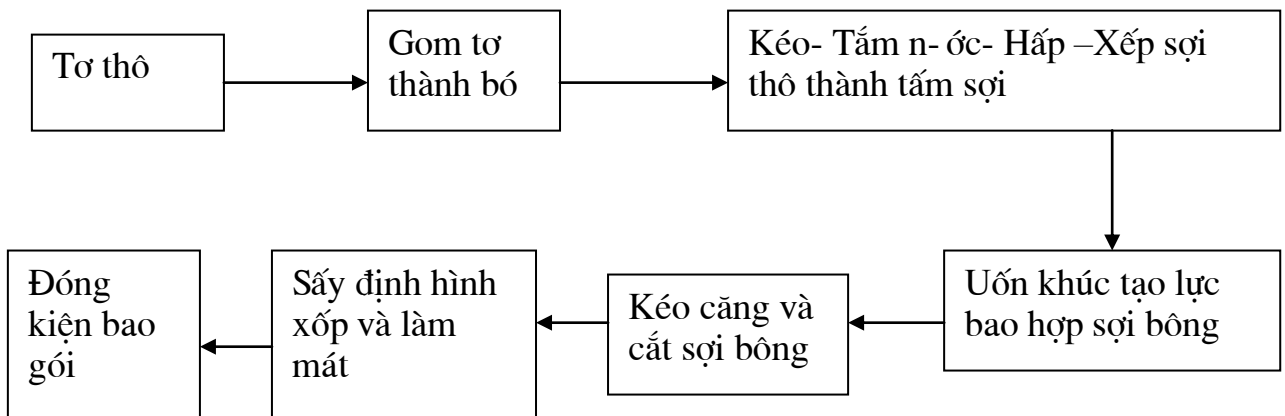 Tơ thô
Gom tơ
thành bó
Kéo- Tắm n- ớc- Hấp –Xếp sợi
thô thành tấm sợi
Uốn khúc tạo lực
bao hợp sợi bông
Kéo căng và
cắt sợi bông
Sấy định hình
xốp và làm
mát
Đóng
kiện bao
gói